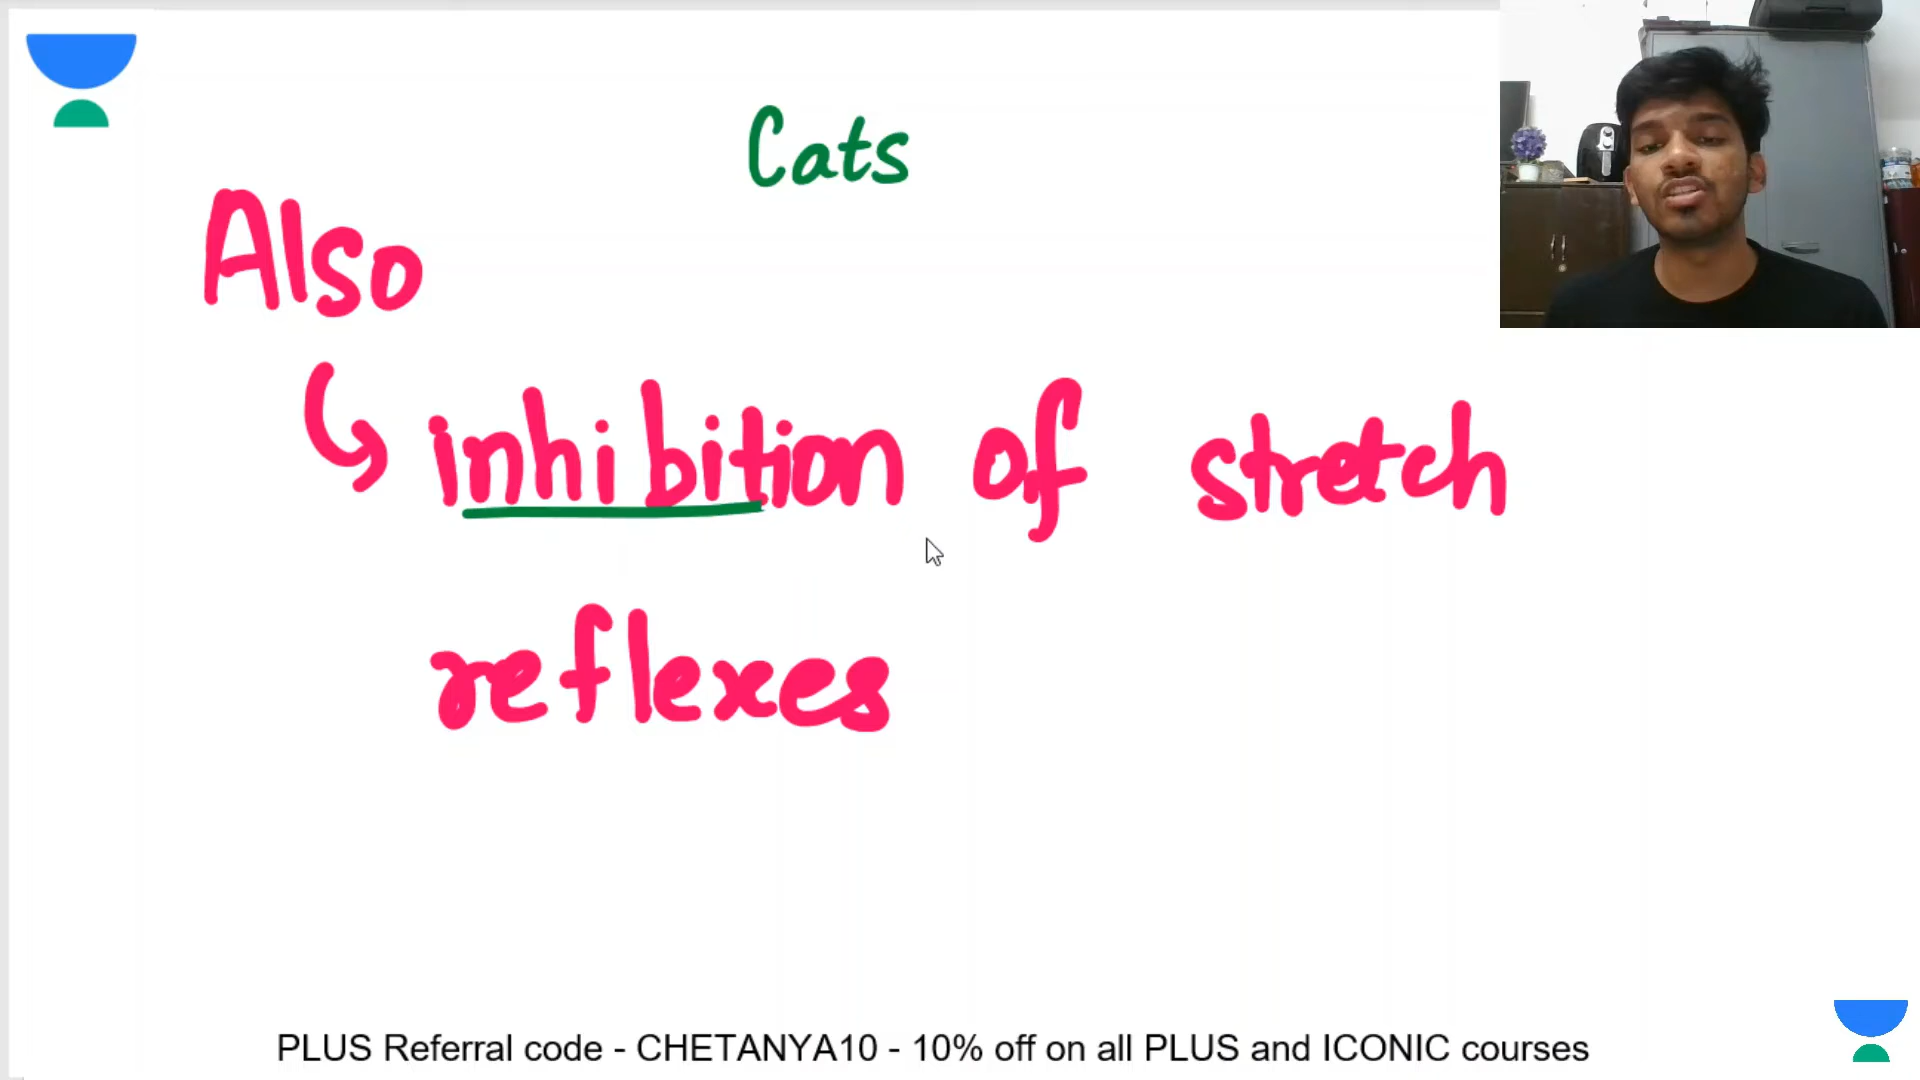 Cats
Also
inhibition of stretch
reflexes
PLUS Referral code - CHETANYA10 - 10% off on all PLUS and ICONIC courses